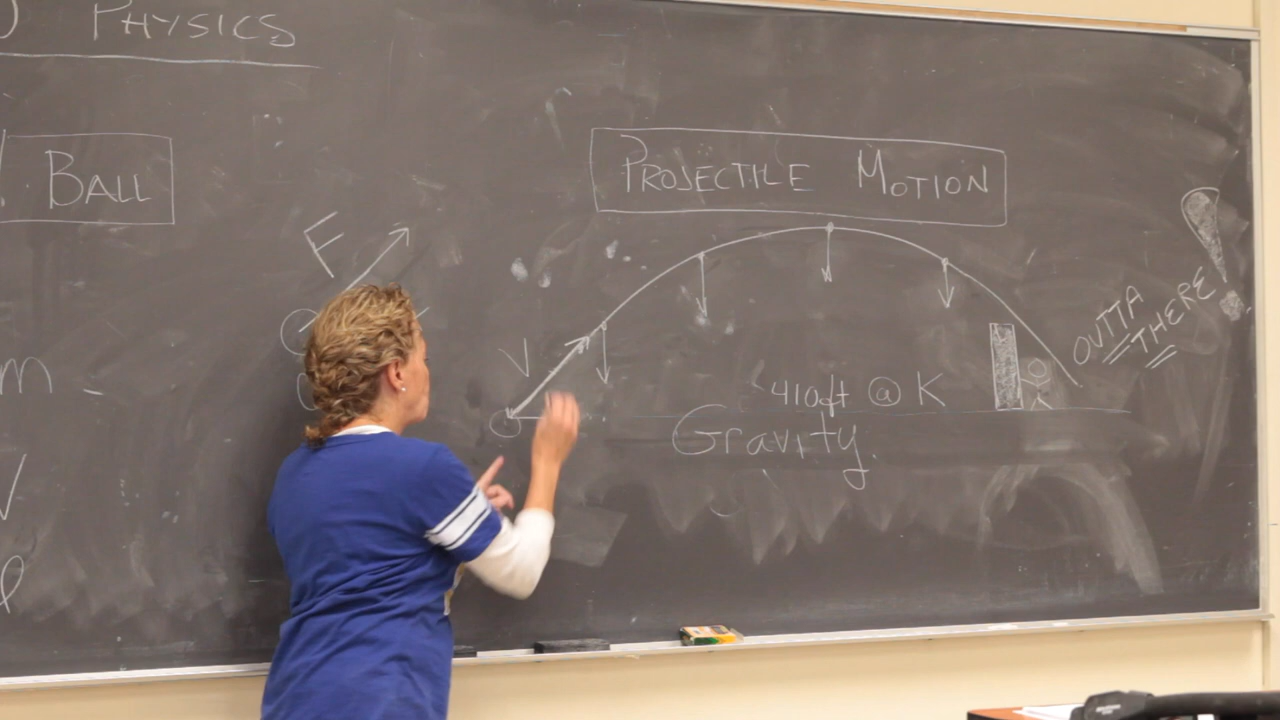 PHYSICS
BALL
PROJECTILE MOTION
F
V
OUTTA
THERE!
410ft @ K
Gravity.
m
V